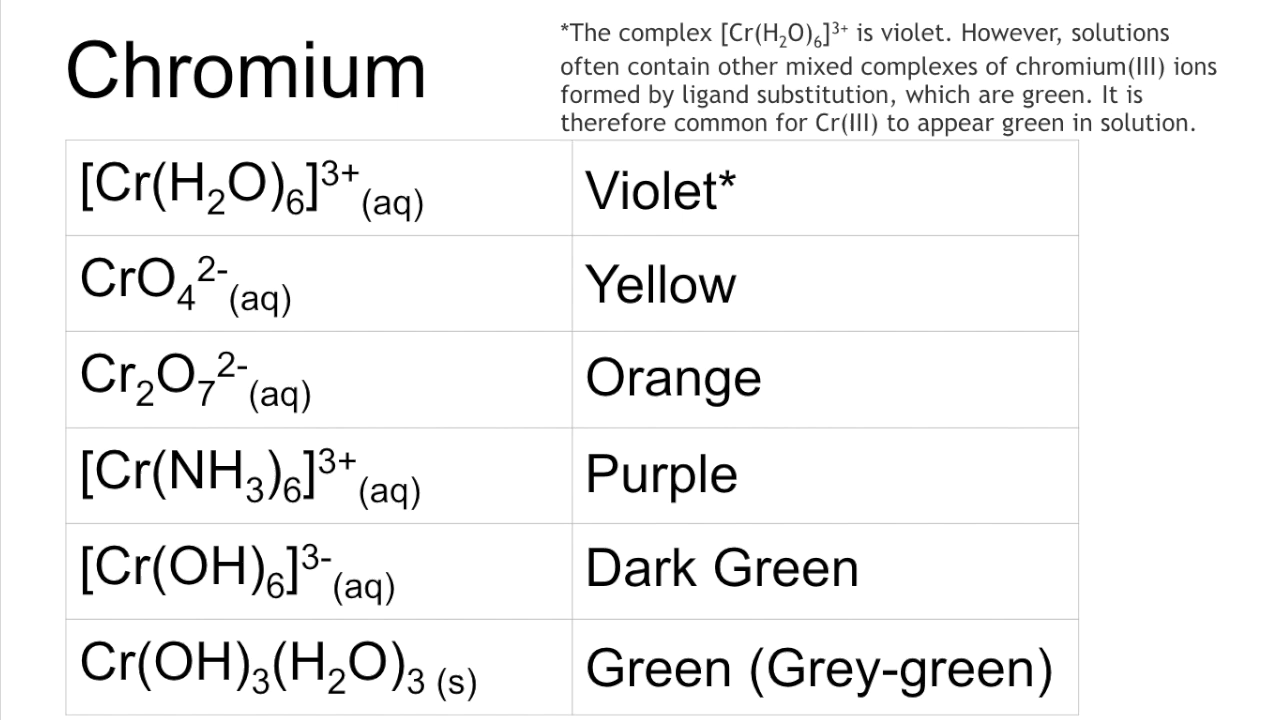 Chromium
*The complex [Cr(H₂O)₆]³⁺ is violet. However, solutions
often contain other mixed complexes of chromium(III) ions
formed by ligand substitution, which are green. It is
therefore common for Cr(III) to appear green in solution.
[Cr(H₂O)₆]³⁺(aq) Violet*
CrO₄²⁻(aq) Yellow
Cr₂O₇²⁻(aq) Orange
[Cr(NH₃)₆]³⁺(aq) Purple
[Cr(OH)₆]³⁻(aq) Dark Green
Cr(OH)₃(H₂O)₃ (s) Green (Grey-green)